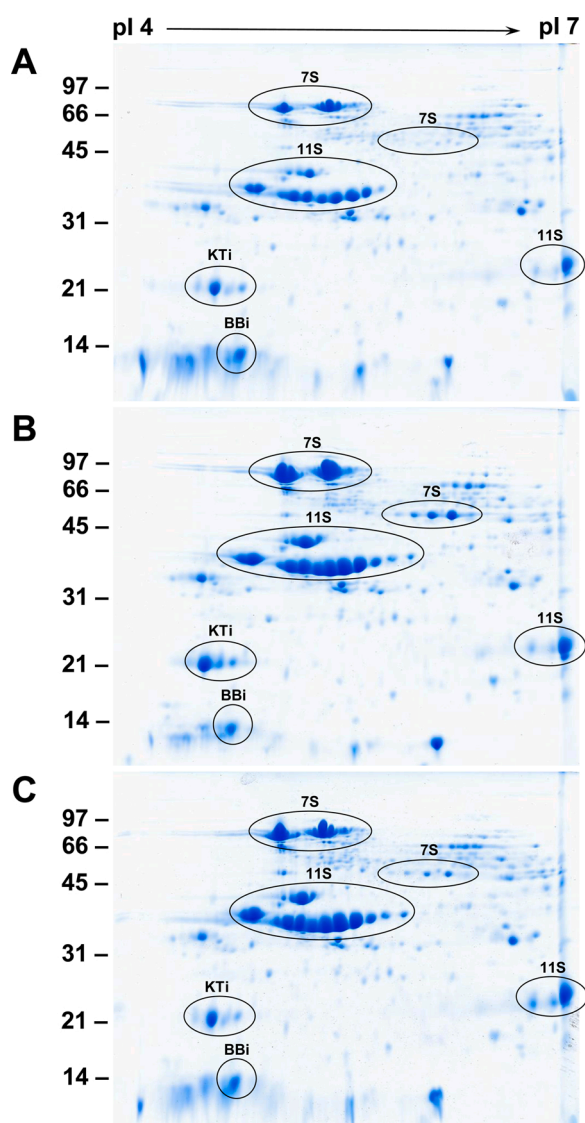 pI 4 pI 7
A
97 –
7S
66 –
7S
45 –
11S
31 –
11S
KTi
21 –
BBi
14 –
B
7S
97 –
7S
66 –
45 –
11S
31 –
11S
KTi
21 –
BBi
14 –
C
7S
97 –
66 –
7S
45 –
11S
31 –
11S
KTi
21 –
BBi
14 –